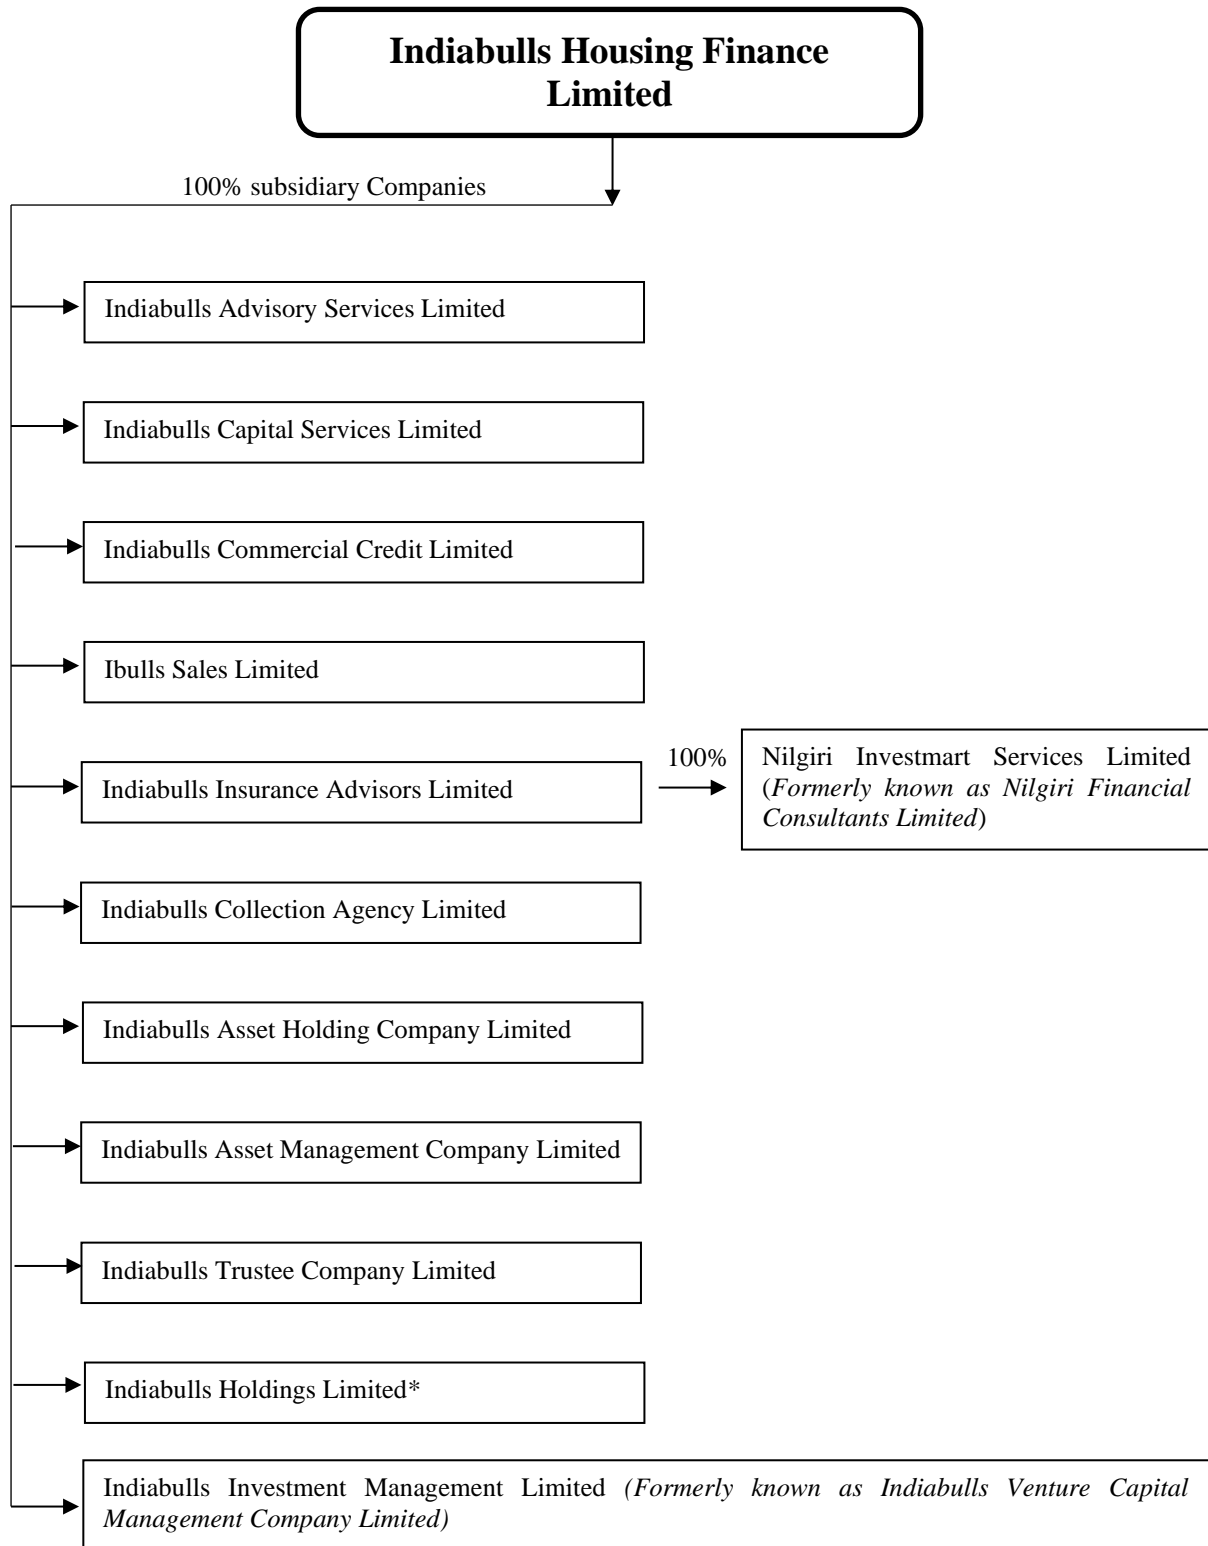 Indiabulls Housing Finance
Limited
100% subsidiary Companies
Indiabulls Advisory Services Limited
Indiabulls Capital Services Limited
Indiabulls Commercial Credit Limited
Ibulls Sales Limited
Indiabulls Insurance Advisors Limited
100%
Nilgiri Investmart Services Limited
(Formerly known as Nilgiri Financial
Consultants Limited)
Indiabulls Collection Agency Limited
Indiabulls Asset Holding Company Limited
Indiabulls Asset Management Company Limited
Indiabulls Trustee Company Limited
Indiabulls Holdings Limited*
Indiabulls Investment Management Limited (Formerly known as Indiabulls Venture Capital
Management Company Limited)